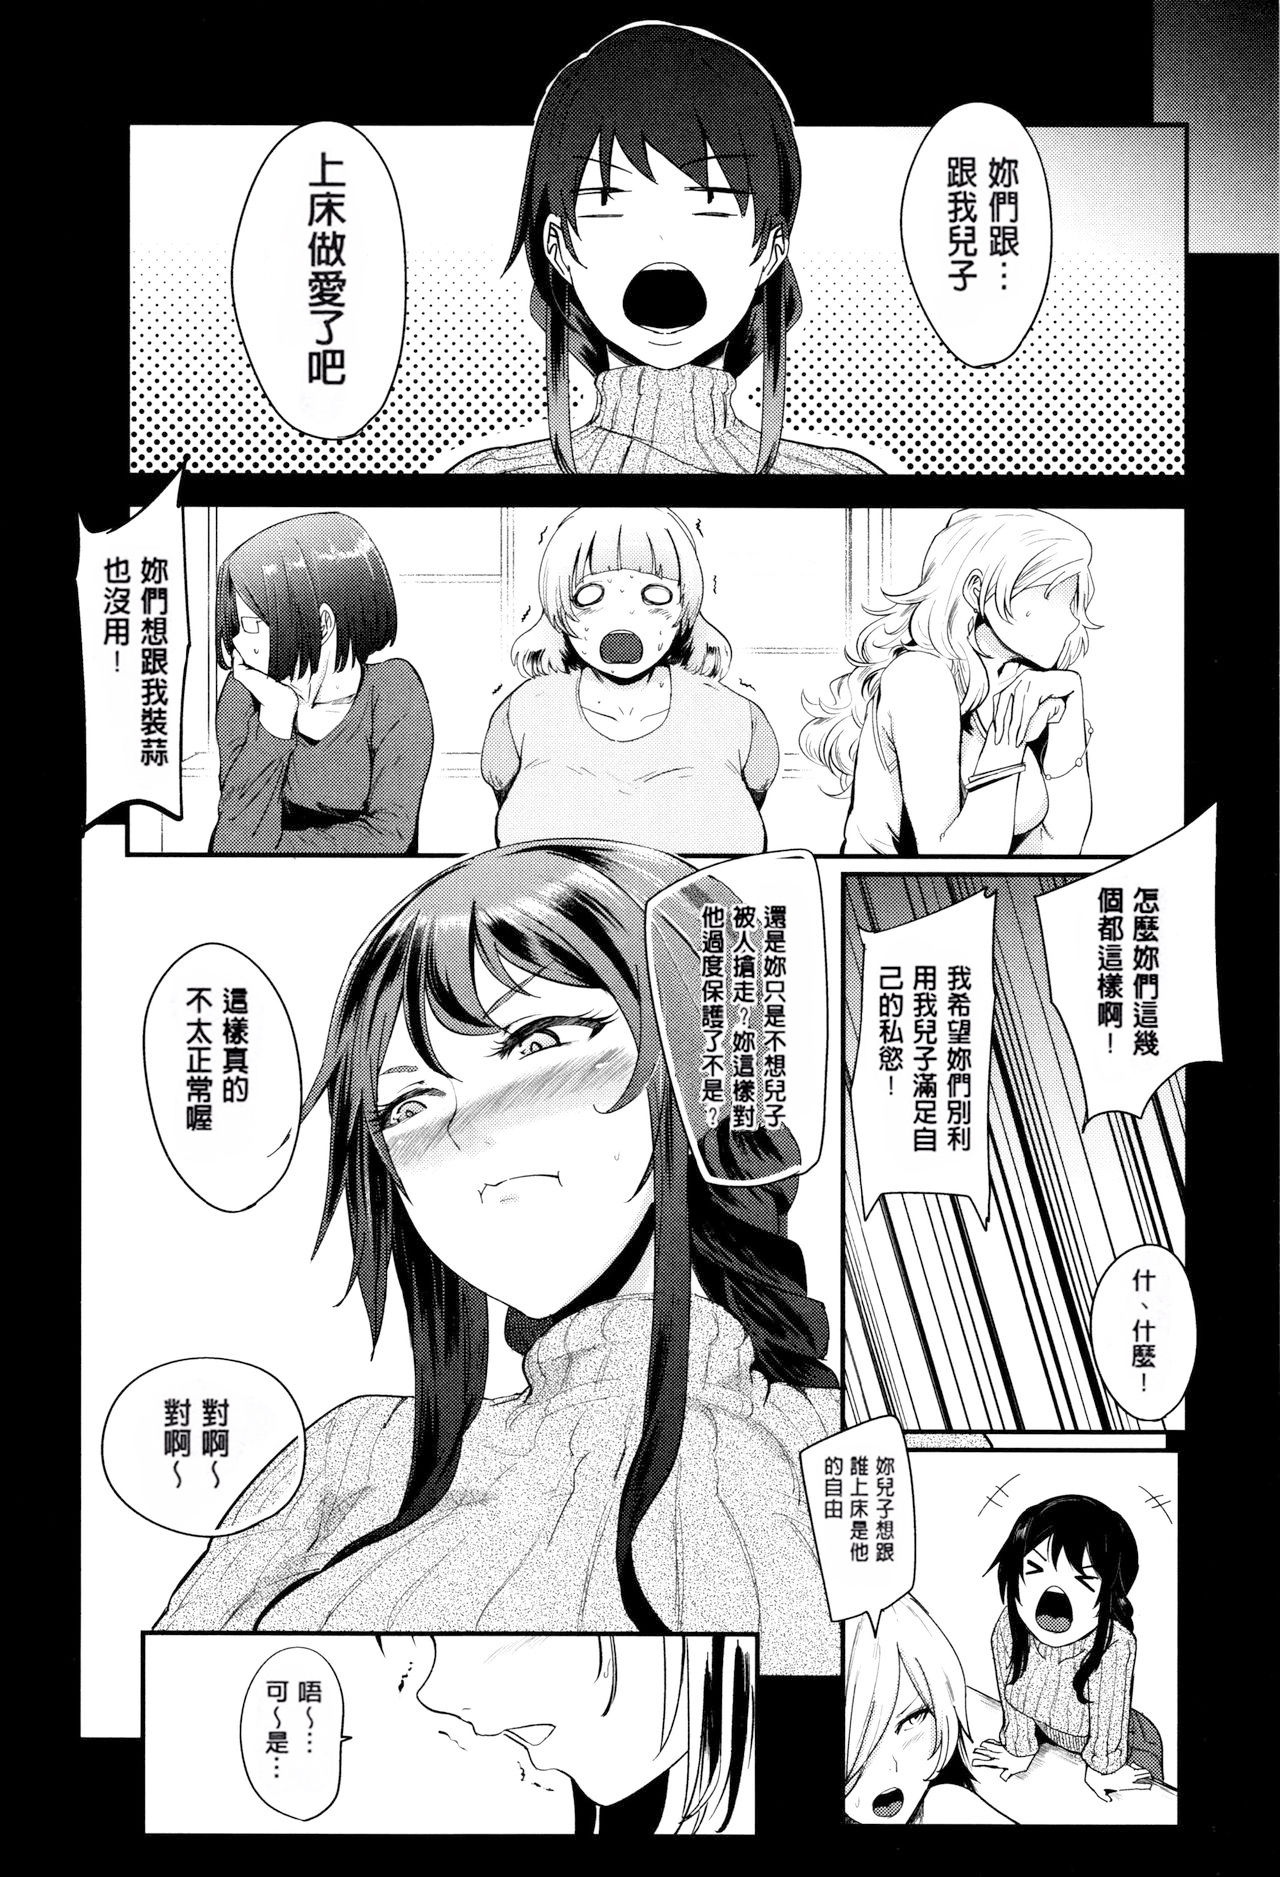 妳們跟…
跟我兒子
上床做愛了吧
妳們想跟我裝蒜
也沒用！
怎麼妳們這幾
個都這樣啊！
我希望妳們別利
用我兒子滿足自
己的私慾！
什、什麼！
妳兒子想跟
誰上床是他
的自由
還是妳只是不想兒子
被人搶走？妳這樣對
他過度保護了不是？
這樣真的
不太正常喔
對啊～
對啊～
唔～…
可～是…